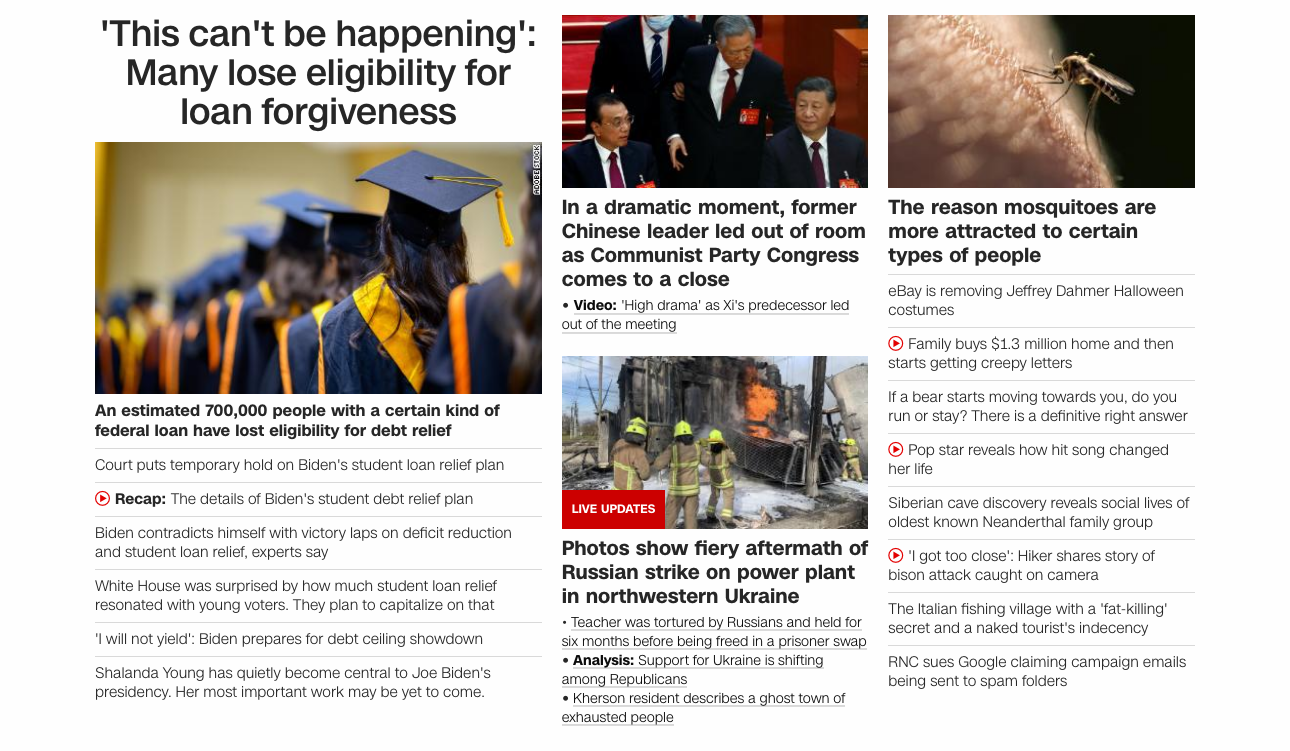 'This can't be happening':
Many lose eligibility for
loan forgiveness
ADOBE STOCK
An estimated 700,000 people with a certain kind of
federal loan have lost eligibility for debt relief
Court puts temporary hold on Biden's student loan relief plan
Recap: The details of Biden's student debt relief plan
Biden contradicts himself with victory laps on deficit reduction
and student loan relief, experts say
White House was surprised by how much student loan relief
resonated with young voters. They plan to capitalize on that
'I will not yield': Biden prepares for debt ceiling showdown
Shalanda Young has quietly become central to Joe Biden's
presidency. Her most important work may be yet to come.
In a dramatic moment, former
Chinese leader led out of room
as Communist Party Congress
comes to a close
• Video: 'High drama' as Xi's predecessor led
out of the meeting
LIVE UPDATES
Photos show fiery aftermath of
Russian strike on power plant
in northwestern Ukraine
• Teacher was tortured by Russians and held for
six months before being freed in a prisoner swap
• Analysis: Support for Ukraine is shifting
among Republicans
• Kherson resident describes a ghost town of
exhausted people
The reason mosquitoes are
more attracted to certain
types of people
eBay is removing Jeffrey Dahmer Halloween
costumes
Family buys $1.3 million home and then
starts getting creepy letters
If a bear starts moving towards you, do you
run or stay? There is a definitive right answer
Pop star reveals how hit song changed
her life
Siberian cave discovery reveals social lives of
oldest known Neanderthal family group
'I got too close': Hiker shares story of
bison attack caught on camera
The Italian fishing village with a 'fat-killing'
secret and a naked tourist's indecency
RNC sues Google claiming campaign emails
being sent to spam folders